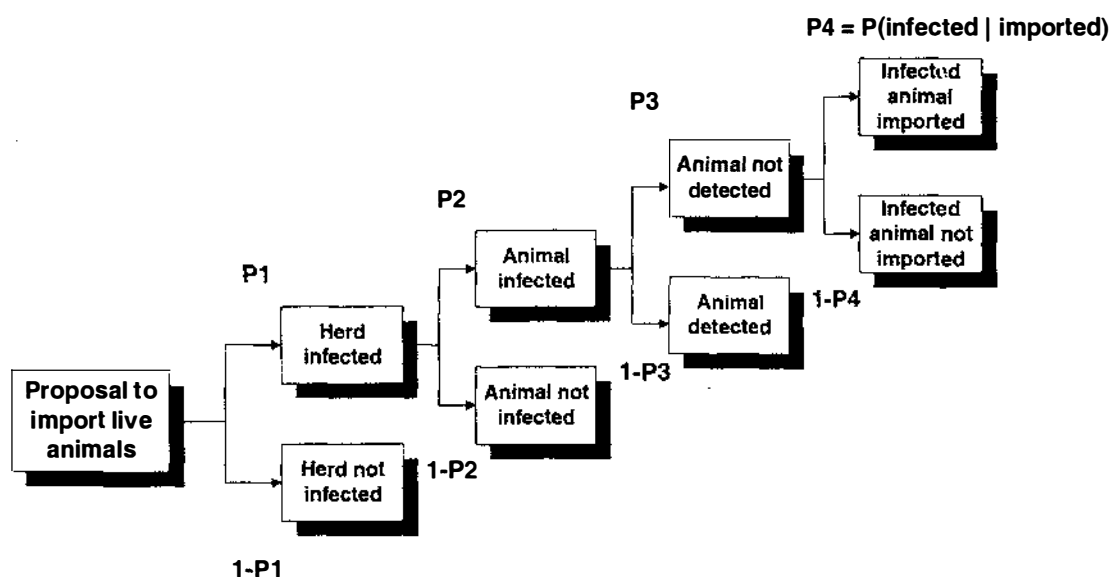 P4 = P(infected | imported)
Infected
animal
imported
P3
Animal not
detected
Infected
animal not
imported
P2
Animal
infected
P1
Animal
detected
1-P4
Herd
infected
1-P3
Proposal to
import live
animals
Animal not
infected
Herd not
infected
1-P2
1-P1